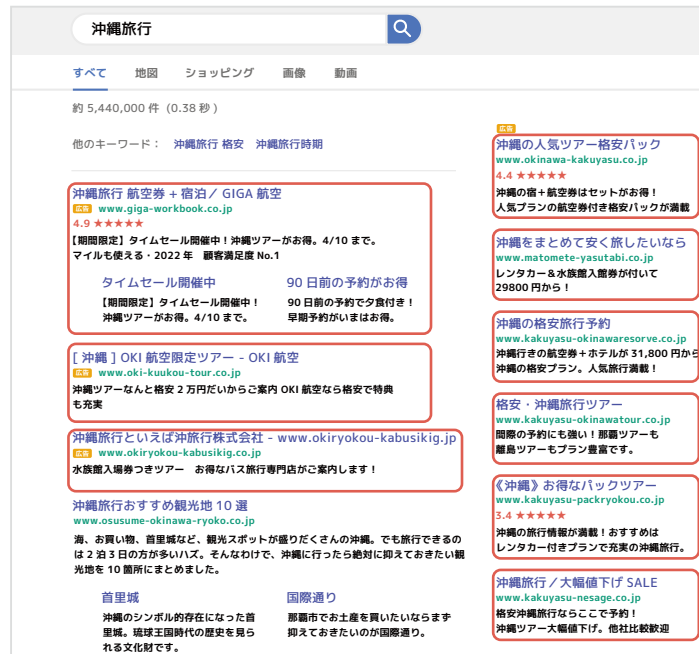 沖縄旅行
すべて 地図 ショッピング 画像 動画
約 5,440,000 件 (0.38 秒 )
他のキーワード： 沖縄旅行 格安 沖縄旅行時期
沖縄旅行 航空券 + 宿泊／ GIGA 航空
広告 www.giga-workbook.co.jp
4.9 ★★★★★
【期間限定】タイムセール開催中！沖縄ツアーがお得。4/10 まで。
マイルも使える・2022 年 顧客満足度 No.1
タイムセール開催中
【期間限定】タイムセール開催中！
沖縄ツアーがお得。4/10 まで。
90 日前の予約がお得
90 日前の予約で夕食付き！
早期予約がいまはお得。
[ 沖縄 ] OKI 航空限定ツアー - OKI 航空
広告 www.oki-kuukou-tour.co.jp
沖縄ツアーなんと格安 2 万円だいからご案内 OKI 航空なら格安で特典
も充実
沖縄旅行といえば沖旅行株式会社 - www.okiryokou-kabusikig.jp
広告 www.okiryokou-kabusikig.co.jp
水族館入場券つきツアー お得なバス旅行専門店がご案内します！
沖縄旅行おすすめ観光地 10 選
www.osusume-okinawa-ryoko.co.jp
海、お買い物、首里城など、観光スポットが盛りだくさんの沖縄。でも旅行できるの
は 2 泊 3 日の方が多いハズ。そんなわけで、沖縄に行ったら絶対に抑えておきたい観
光地を 10 箇所にまとめました。
首里城
沖縄のシンボル的存在になった首
里城。琉球王国時代の歴史を見ら
れる文化財です。
国際通り
那覇市でお土産を買いたいならまず
抑えておきたいのが国際通り。
広告
沖縄の人気ツアー格安パック
www.okinawa-kakuyasu.co.jp
4.4 ★★★★★
沖縄の宿＋航空券はセットがお得！
人気プランの航空券付き格安パックが満載
沖縄をまとめて安く旅したいなら
www.matomete-yasutabi.co.jp
レンタカー＆水族館入館券が付いて
29800 円から！
沖縄の格安旅行予約
www.kakuyasu-okinawaresorve.co.jp
沖縄行きの航空券＋ホテルが 31,800 円から
沖縄の格安プラン。人気旅行満載！
格安・沖縄旅行ツアー
www.kakuyasu-okinawatour.co.jp
間際の予約にも強い！那覇ツアーも
離島ツアーもプラン豊富です。
《沖縄》お得なパックツアー
www.kakuyasu-packryokou.co.jp
3.4 ★★★★★
沖縄の旅行情報が満載！おすすめは
レンタカー付きプランで充実の沖縄旅行。
沖縄旅行／大幅値下げ SALE
www.kakuyasu-nesage.co.jp
格安沖縄旅行ならここで予約！
沖縄ツアー大幅値下げ。他社比較歓迎